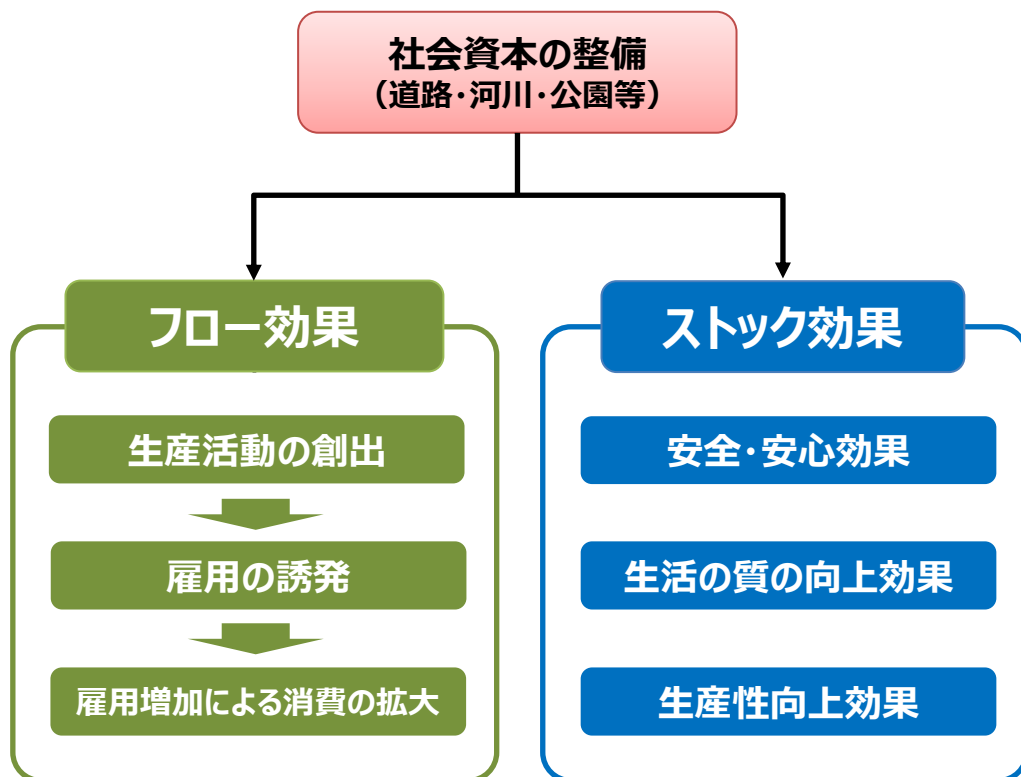 社会資本の整備
（道路･河川･公園等）
フロー効果
生産活動の創出
雇用の誘発
雇用増加による消費の拡大
ストック効果
安全･安心効果
生活の質の向上効果
生産性向上効果